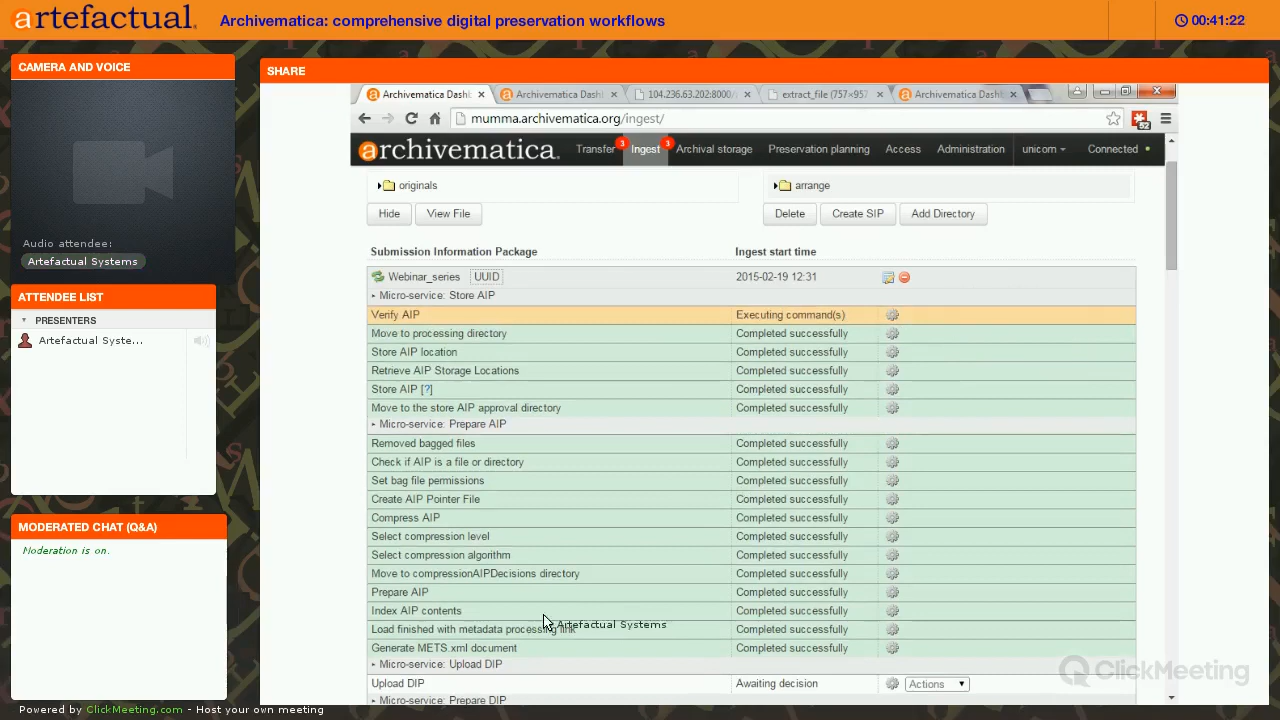 artefactual
Archivematica: comprehensive digital preservation workflows
00:41:22
CAMERA AND VOICE
Audio attendee:
Artefactual Systems
ATTENDEE LIST
PRESENTERS
Artefactual Syste...
MODERATED CHAT (Q&A)
Moderation is on.
Powered by ClickMeeting.com - Host your own meeting
SHARE
Archivematica Dashb
Archivematica Dashb
104.236.63.202:8000/
extract_file (757×957
Archivematica Dashb
mumma.archivematica.org/ingest/
52
archivematica
Transfer 3 Ingest 3 Archival storage Preservation planning Access Administration unicorn Connected
originals
arrange
Hide View File Delete Create SIP Add Directory
Submission Information Package Ingest start time
Webinar_series UUID 2015-02-19 12:31
Micro-service: Store AIP
Verify AIP Executing command(s)
Move to processing directory Completed successfully
Store AIP location Completed successfully
Retrieve AIP Storage Locations Completed successfully
Store AIP [?] Completed successfully
Move to the store AIP approval directory Completed successfully
Micro-service: Prepare AIP
Removed bagged files Completed successfully
Check if AIP is a file or directory Completed successfully
Set bag file permissions Completed successfully
Create AIP Pointer File Completed successfully
Compress AIP Completed successfully
Select compression level Completed successfully
Select compression algorithm Completed successfully
Move to compressionAIPDecisions directory Completed successfully
Prepare AIP Completed successfully
Index AIP contents Completed successfully
Artefactual Systems
Load finished with metadata processing link Completed successfully
Generate METS.xml document Completed successfully
Micro-service: Upload DIP
Upload DIP Awaiting decision Actions
Micro-service: Prepare DIP
ClickMeeting